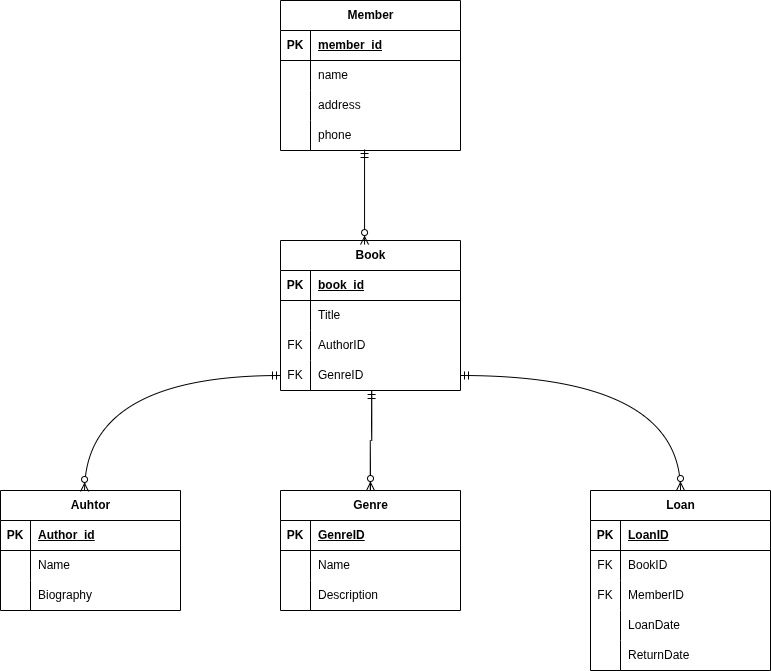 Member
PK member_id
name
address
phone
Book
PK book_id
Title
FK AuthorID
FK GenreID
Auhtor
PK Author_id
Name
Biography
Genre
PK GenreID
Name
Description
Loan
PK LoanID
FK BookID
FK MemberID
LoanDate
ReturnDate